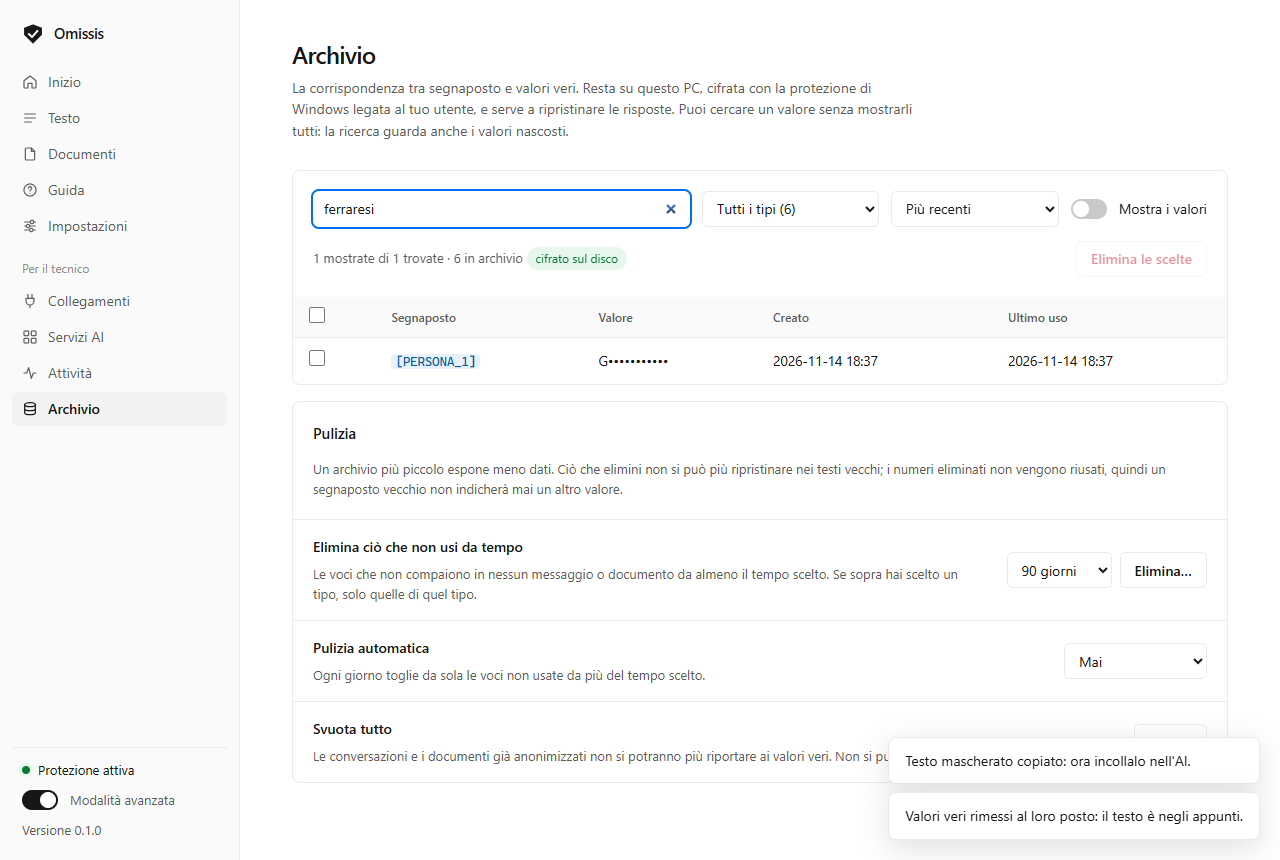 Omissis
Inizio
Testo
Documenti
Guida
Impostazioni
Per il tecnico
Collegamenti
Servizi AI
Attività
Archivio
Protezione attiva
Modalità avanzata
Versione 0.1.0
Archivio
La corrispondenza tra segnaposto e valori veri. Resta su questo PC, cifrata con la protezione di
Windows legata al tuo utente, e serve a ripristinare le risposte. Puoi cercare un valore senza mostrarli
tutti: la ricerca guarda anche i valori nascosti.
ferraresi
Tutti i tipi (6)
Più recenti
Mostra i valori
1 mostrate di 1 trovate · 6 in archivio cifrato sul disco
Elimina le scelte
Segnaposto Valore Creato Ultimo uso
[PERSONA_1] G••••••••••• 2026-11-14 18:37 2026-11-14 18:37
Pulizia
Un archivio più piccolo espone meno dati. Ciò che elimini non si può più ripristinare nei testi vecchi; i numeri eliminati non vengono riusati, quindi un
segnaposto vecchio non indicherà mai un altro valore.
Elimina ciò che non usi da tempo
Le voci che non compaiono in nessun messaggio o documento da almeno il tempo scelto. Se sopra hai scelto un
tipo, solo quelle di quel tipo.
90 giorni
Elimina...
Pulizia automatica
Ogni giorno toglie da sola le voci non usate da più del tempo scelto.
Mai
Svuota tutto
Le conversazioni e i documenti già anonimizzati non si potranno più riportare ai valori veri. Non si
Testo mascherato copiato: ora incollalo nell'AI.
Valori veri rimessi al loro posto: il testo è negli appunti.